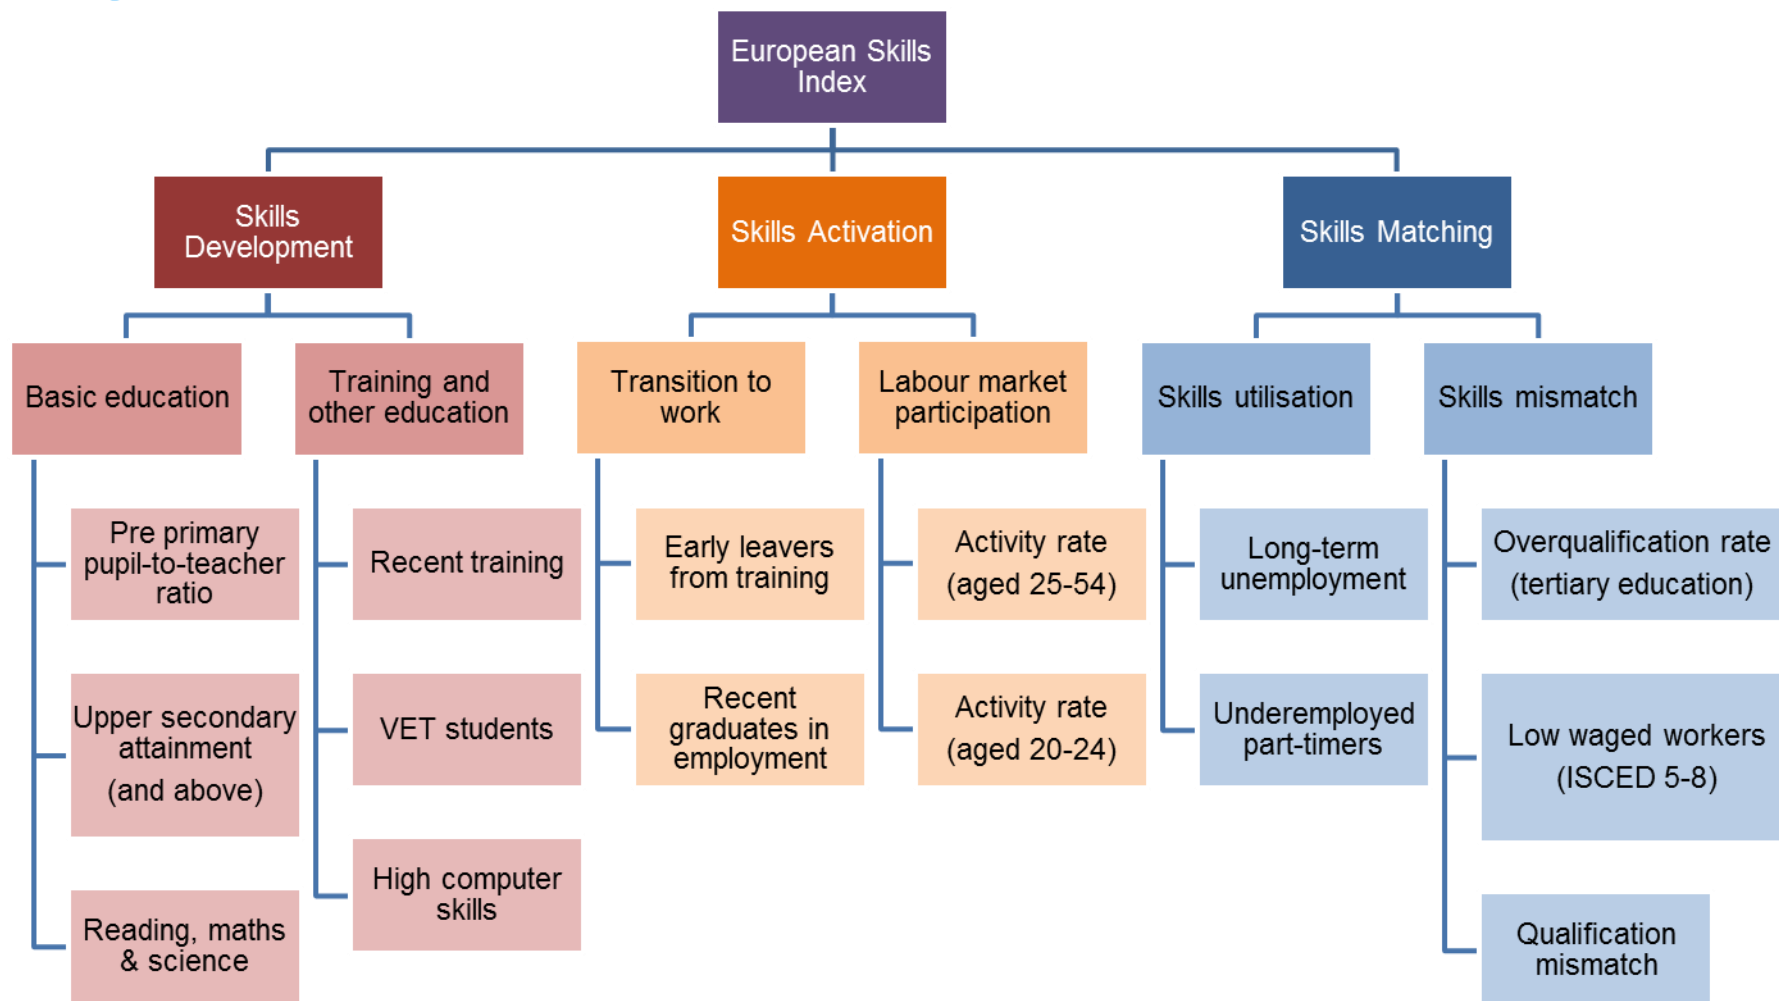 European Skills
Index
Skills
Development
Skills Activation
Skills Matching
Basic education
Training and
other education
Transition to
work
Labour market
participation
Skills utilisation
Skills mismatch
Pre primary
pupil-to-teacher
ratio
Recent training
Early leavers
from training
Activity rate
(aged 25-54)
Long-term
unemployment
Overqualification rate
(tertiary education)
Upper secondary
attainment
(and above)
VET students
Recent
graduates in
employment
Activity rate
(aged 20-24)
Underemployed
part-timers
Low waged workers
(ISCED 5-8)
Reading, maths
& science
High computer
skills
Qualification
mismatch